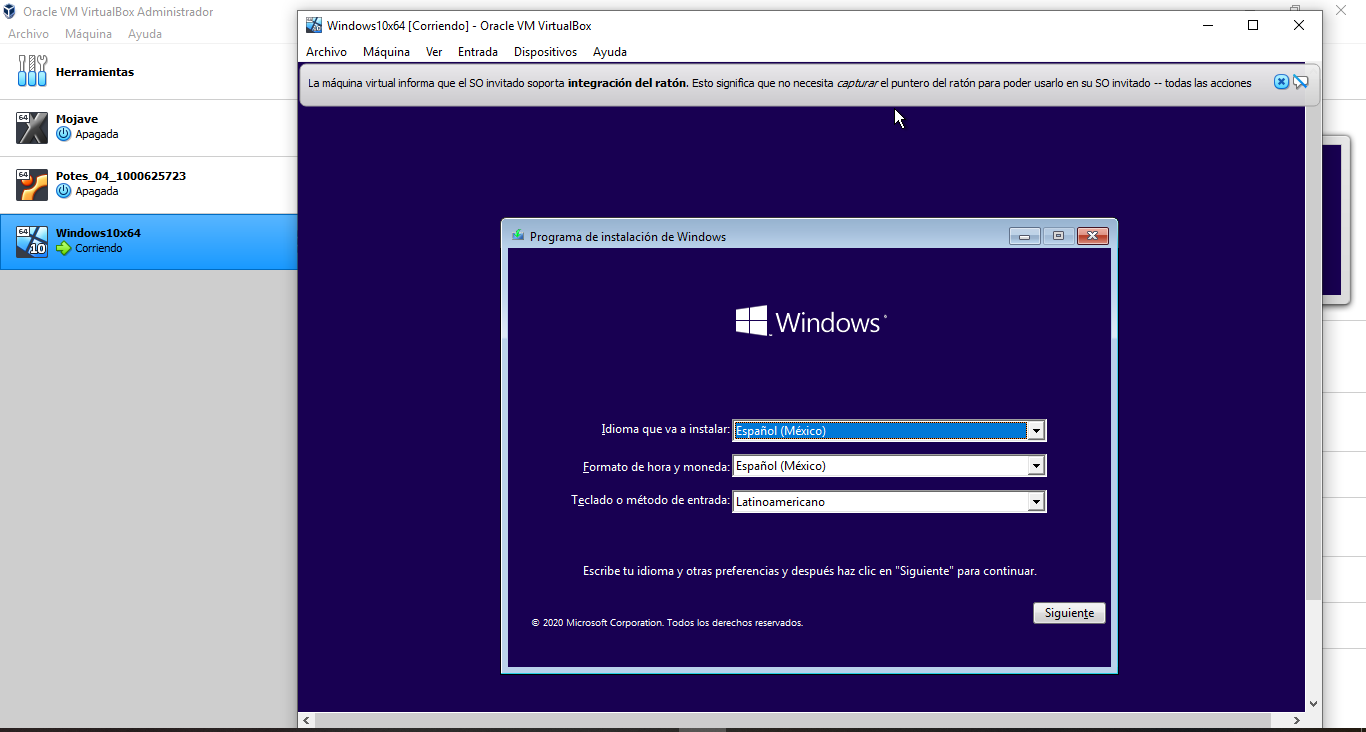 Oracle VM VirtualBox Administrador
Archivo Máquina Ayuda
Herramientas
64
Mojave
Apagada
64
Potes_04_1000625723
Apagada
64
10
Windows10x64
Corriendo
Windows10x64 [Corriendo] - Oracle VM VirtualBox
Archivo Máquina Ver Entrada Dispositivos Ayuda
La máquina virtual informa que el SO invitado soporta integración del ratón. Esto significa que no necesita capturar el puntero del ratón para poder usarlo en su SO invitado -- todas las acciones
Programa de instalación de Windows
Windows
Idioma que va a instalar: Español (México)
Formato de hora y moneda: Español (México)
Teclado o método de entrada: Latinoamericano
Escribe tu idioma y otras preferencias y después haz clic en "Siguiente" para continuar.
Siguiente
© 2020 Microsoft Corporation. Todos los derechos reservados.